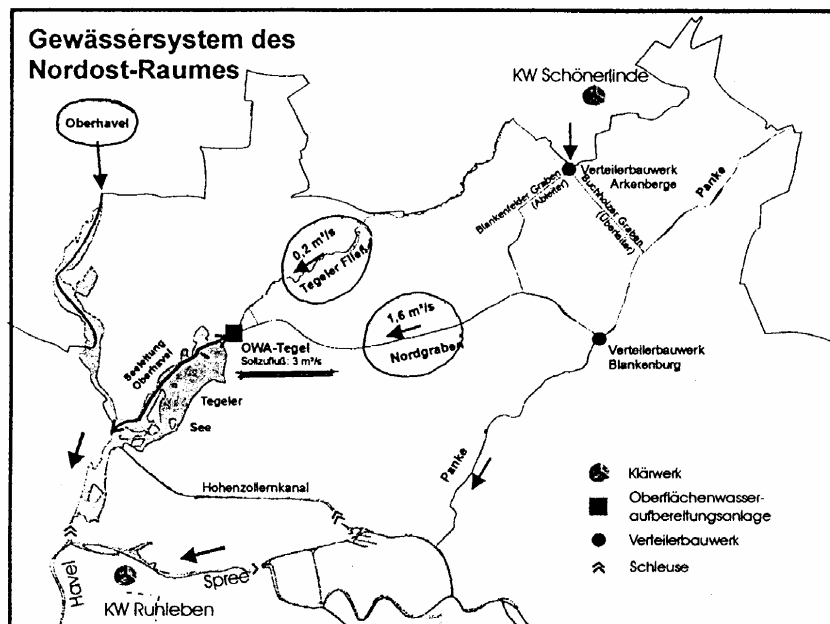 Gewässersystem des
Nordost-Raumes
KW Schönerlinde
Oberhavel
Verteilerbauwerk
Arkenberge
Panke
Blankenfelder Graben
(Ableiter)
Buchholzer Graben
(Überleiter)
0,2 m³/s
Tegeler Fließ
1,6 m³/s
Nordgraben
OWA-Tegel
Sollzufluß: 3 m³/s
Verteilerbauwerk
Blankenburg
Beeleitung
Oberhavel
Tegeler
See
Panke
Hohenzollernkanal
Klärwerk
Oberflächenwasser-
aufbereitungsanlage
Verteilerbauwerk
Schleuse
Havel
Spree
KW Ruhleben